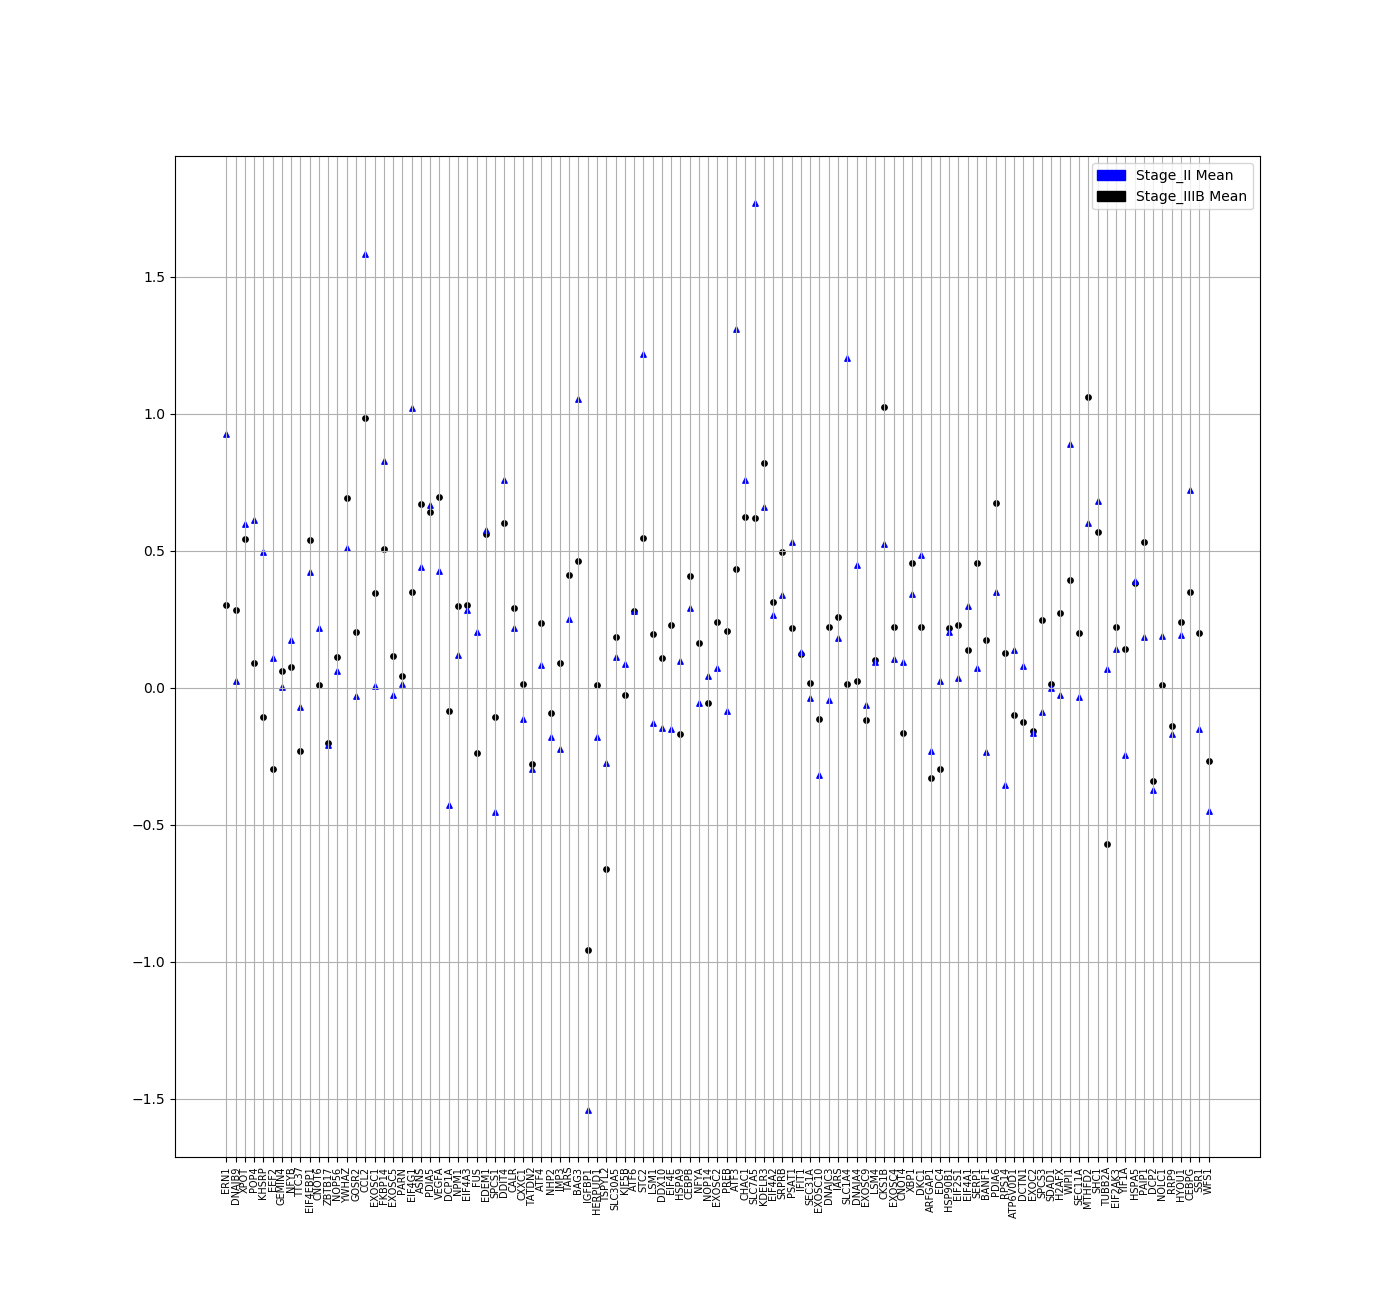 Stage_II Mean
Stage_IIIB Mean
1.5
1.0
0.5
0.0
−0.5
−1.0
−1.5
ERN1
DNAJB9
XPOT
POP4
KHSRP
EEF2
GEMIN4
NFYB
TTC37
EIF4EBP1
CNOT6
ZBTB17
NOP56
YWHAZ
GOSR2
CCL2
EXOSC1
FKBP14
EXOSC5
PARN
EIF4G1
ASNS
PDIA5
VEGFA
DCP1A
NPM1
EIF4A3
FUS
EDEM1
SPCS1
DDIT4
CALR
CXXC1
TATDN2
ATF4
NHP2
IMP3
TARS
BAG3
IGFBP1
HERPUD1
TSPYL2
SLC30A5
KIF5B
ATF6
STC2
LSM1
DDX10
EIF4E
HSPA9
CEBPB
NFYA
NOP14
EXOSC2
PREB
ATF3
CHAC1
SLC7A5
KDELR3
EIF4A2
SRPRB
PSAT1
IFIT1
SEC31A
EXOSC10
DNAJC3
IARS
SLC1A4
DNAJA4
EXOSC9
LSM4
CKS1B
EXOSC4
CNOT4
XBP1
DKC1
ARFGAP1
EDC4
HSP90B1
EIF2S1
EIF4A1
SERP1
BANF1
PDIA6
RPS14
ATP6V0D1
DCTN1
EXOC2
SPCS3
SDAD1
H2AFX
WIPI1
SEC11A
MTHFD2
SHC1
TUBB2A
EIF2AK3
YIF1A
HSPA5
PAIP1
DCP2
NOLC1
RRP9
HYOU1
CEBPG
SSR1
WFS1